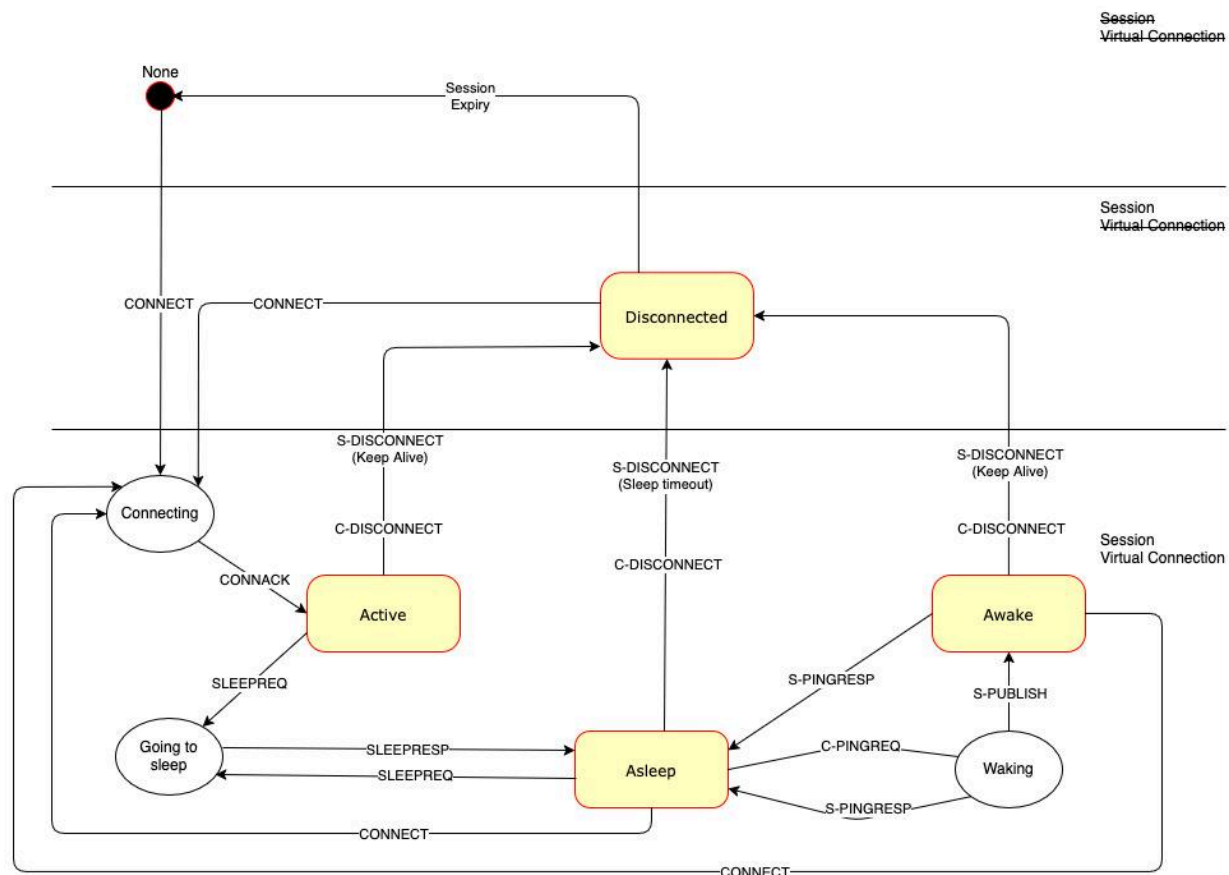 Session
Virtual Connection
None
Session
Expiry
Session
Virtual Connection
CONNECT
CONNECT
Disconnected
S-DISCONNECT
(Keep Alive)
S-DISCONNECT
(Sleep timeout)
S-DISCONNECT
(Keep Alive)
Connecting
C-DISCONNECT
C-DISCONNECT
C-DISCONNECT
Session
Virtual Connection
CONNACK
Active
Awake
SLEEPREQ
S-PINGRESP
S-PUBLISH
Going to
sleep
SLEEPRESP
SLEEPREQ
Asleep
C-PINGREQ
Waking
S-PINGRESP
CONNECT
CONNECT